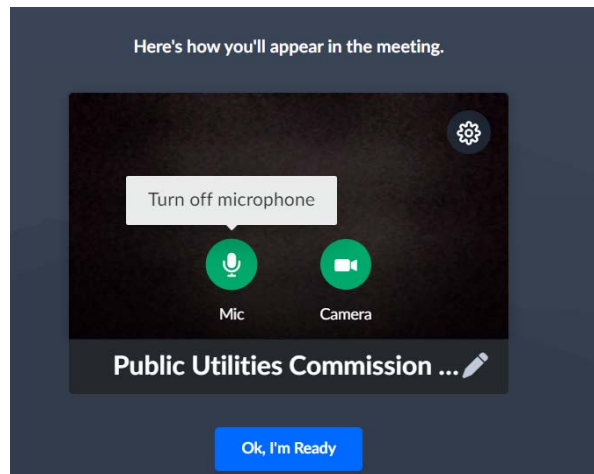 Here's how you'll appear in the meeting.
Turn off microphone
Mic
Camera
Public Utilities Commission ...
Ok, I'm Ready